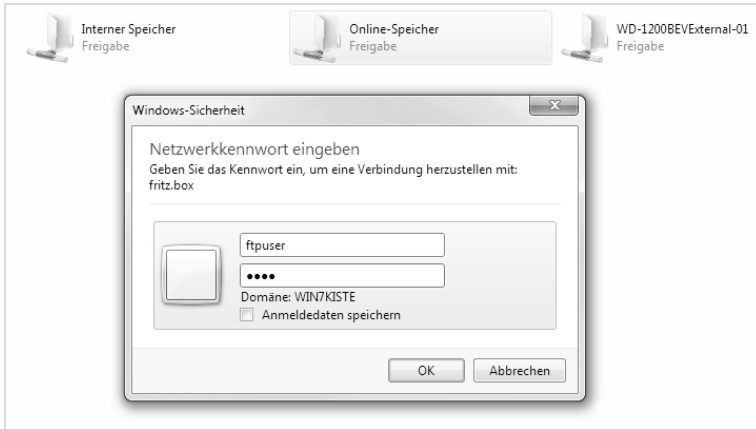 Interner Speicher
Freigabe
Online-Speicher
Freigabe
WD-1200BEVExternal-01
Freigabe
Windows-Sicherheit
Netzwerkkennwort eingeben
Geben Sie das Kennwort ein, um eine Verbindung herzustellen mit:
fritz.box
ftpuser
••••
Domäne: WIN7KISTE
Anmeldedaten speichern
OK
Abbrechen